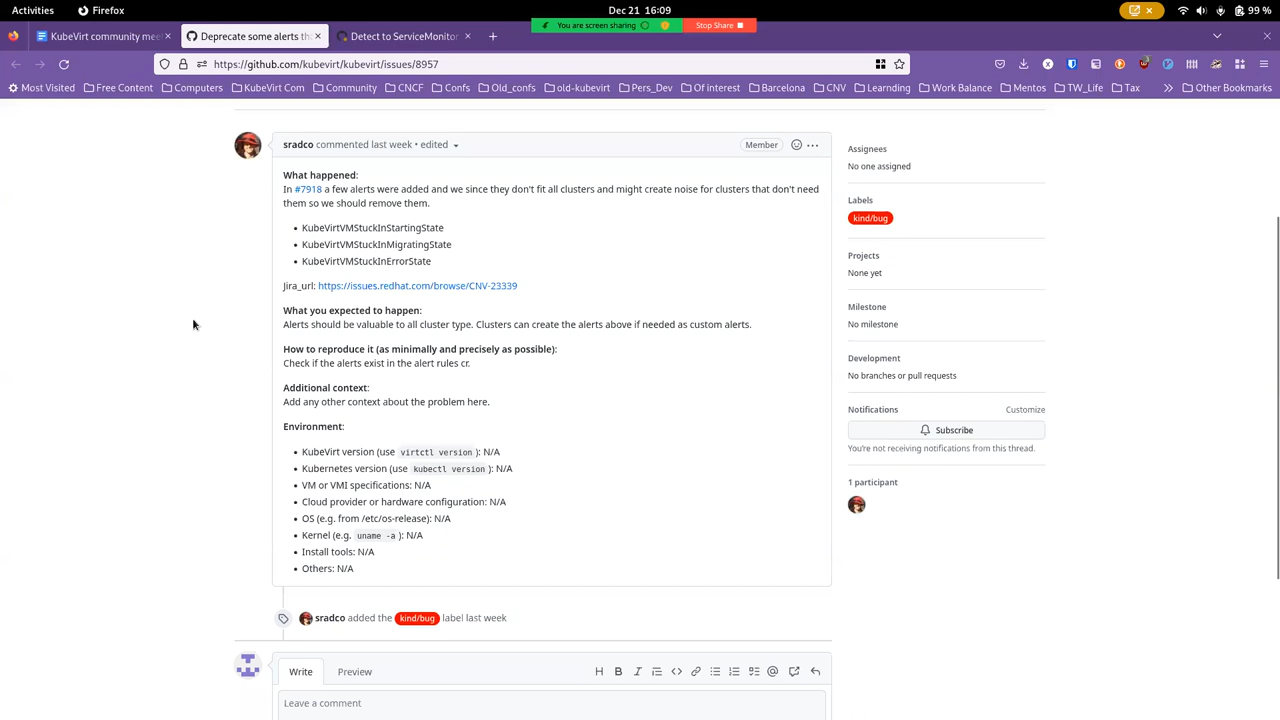 Activities Firefox Dec 21 16:09 99 %
You are screen sharing Stop Share
KubeVirt community mee × Deprecate some alerts th × Detect to ServiceMonitor × +
https://github.com/kubevirt/kubevirt/issues/8957
Most Visited Free Content Computers KubeVirt Com Community CNCF Confs Old_confs old-kubevirt Pers_Dev Of interest Barcelona CNV Learnding Work Balance Mentos TW_Life Tax Other Bookmarks
sradco commented last week • edited Member
What happened:
In #7918 a few alerts were added and we since they don't fit all clusters and might create noise for clusters that don't need
them so we should remove them.
• KubeVirtVMStuckInStartingState
• KubeVirtVMStuckInMigratingState
• KubeVirtVMStuckInErrorState
Jira_url: https://issues.redhat.com/browse/CNV-23339
What you expected to happen:
Alerts should be valuable to all cluster type. Clusters can create the alerts above if needed as custom alerts.
How to reproduce it (as minimally and precisely as possible):
Check if the alerts exist in the alert rules cr.
Additional context:
Add any other context about the problem here.
Environment:
• KubeVirt version (use virtctl version ): N/A
• Kubernetes version (use kubectl version ): N/A
• VM or VMI specifications: N/A
• Cloud provider or hardware configuration: N/A
• OS (e.g. from /etc/os-release): N/A
• Kernel (e.g. uname -a ): N/A
• Install tools: N/A
• Others: N/A
sradco added the kind/bug label last week
Write Preview
Leave a comment
Assignees
No one assigned
Labels
kind/bug
Projects
None yet
Milestone
No milestone
Development
No branches or pull requests
Notifications Customize
Subscribe
You're not receiving notifications from this thread.
1 participant